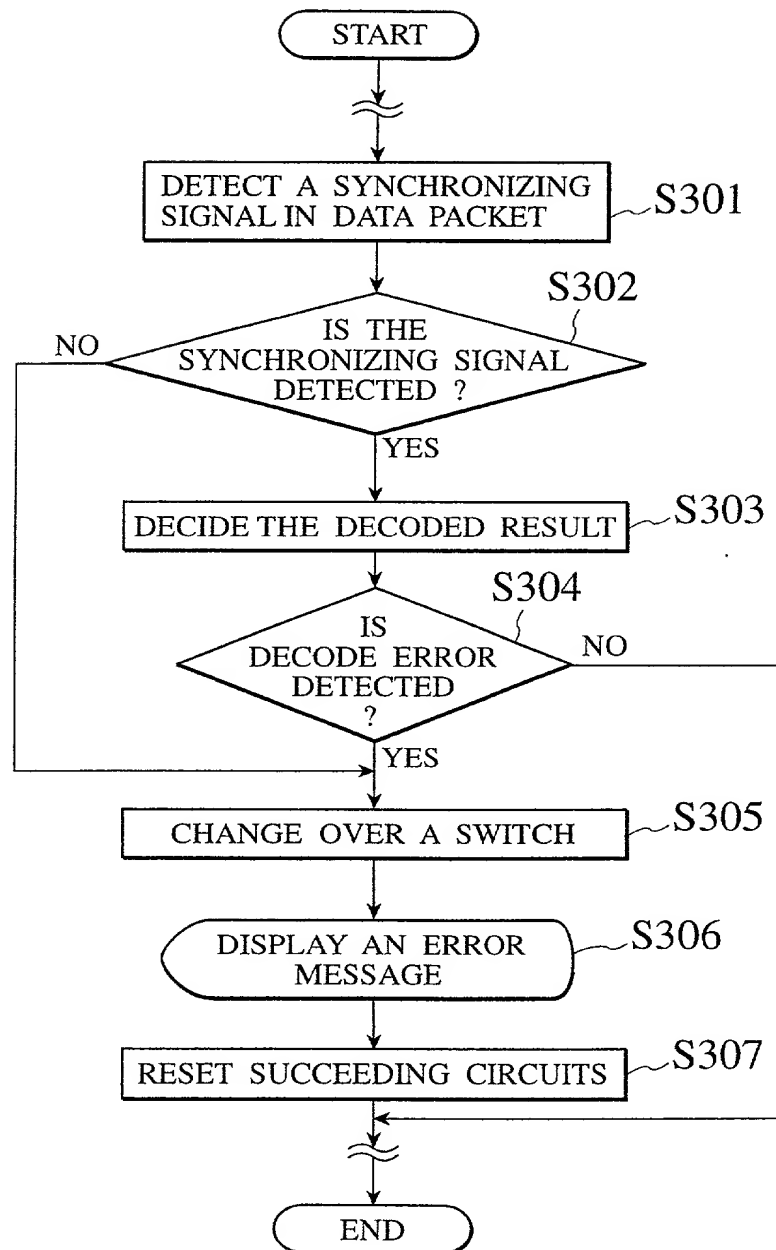 START
DETECT A SYNCHRONIZING
SIGNAL IN DATA PACKET
S301
S302
IS THE
SYNCHRONIZING SIGNAL
DETECTED ?
NO
YES
DECIDE THE DECODED RESULT
S303
S304
IS
DECODE ERROR
DETECTED
?
NO
YES
CHANGE OVER A SWITCH
S305
DISPLAY AN ERROR
MESSAGE
S306
RESET SUCCEEDING CIRCUITS
S307
END